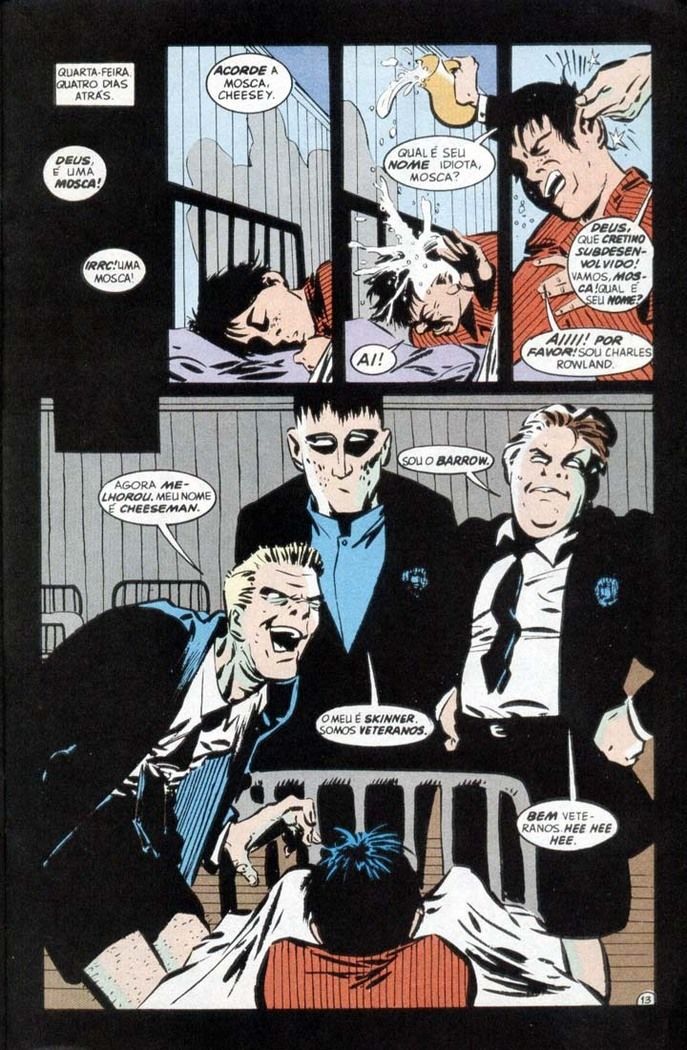 QUARTA-FEIRA.
QUATRO DIAS
ATRÁS.
DEUS,
É UMA
MOSCA!
IRRC! UMA
MOSCA!
ACORDE A
MOSCA,
CHEESEY.
QUAL É SEU
NOME IDIOTA,
MOSCA?
AI!
DEUS,
QUE CRETINO
SUBDESEN-
VOLVIDO!
VAMOS, MOS-
CA! QUAL É
SEU NOME?
AIIII! POR
FAVOR! SOU CHARLES
ROWLAND.
AGORA ME-
LHOROU. MEU NOME
É CHEESEMAN.
SOU O BARROW.
O MEU É SKINNER.
SOMOS VETERANOS.
BEM VETE-
RANOS. HEE HEE
HEE.
13